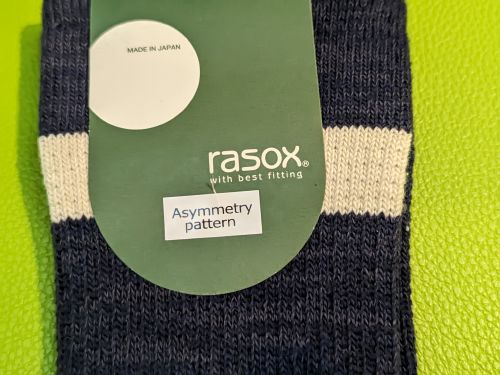 MADE IN JAPAN
rasox®
with best fitting
Asymmetry
pattern